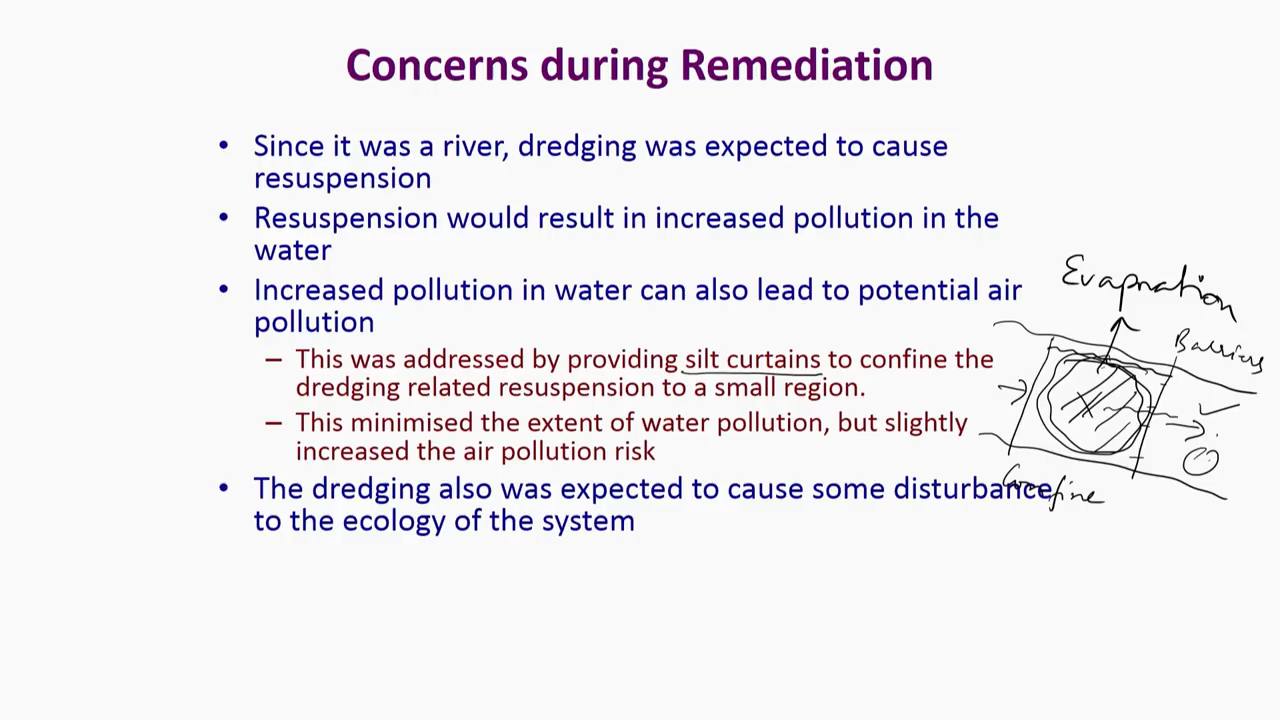 Concerns during Remediation
• Since it was a river, dredging was expected to cause
resuspension
• Resuspension would result in increased pollution in the
water
• Increased pollution in water can also lead to potential air
pollution
– This was addressed by providing silt curtains to confine the
dredging related resuspension to a small region.
– This minimised the extent of water pollution, but slightly
increased the air pollution risk
• The dredging also was expected to cause some disturbance
to the ecology of the system
Evaporation
Barriers
Confine